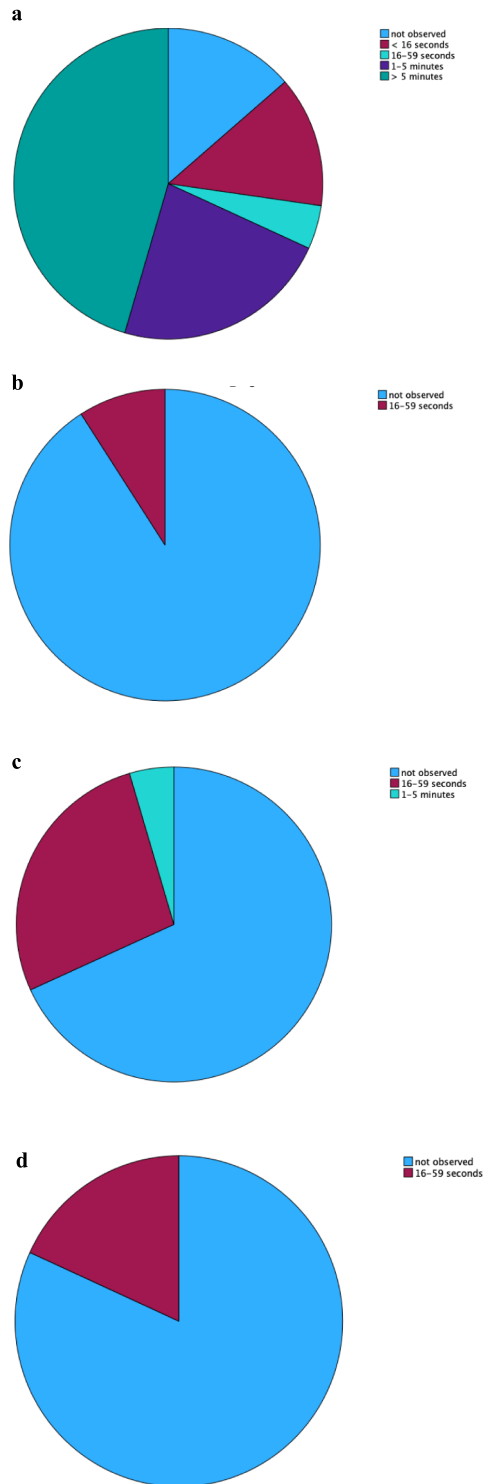 a
not observed
< 16 seconds
16-59 seconds
1-5 minutes
> 5 minutes
b
not observed
16-59 seconds
c
not observed
16-59 seconds
1-5 minutes
d
not observed
16-59 seconds